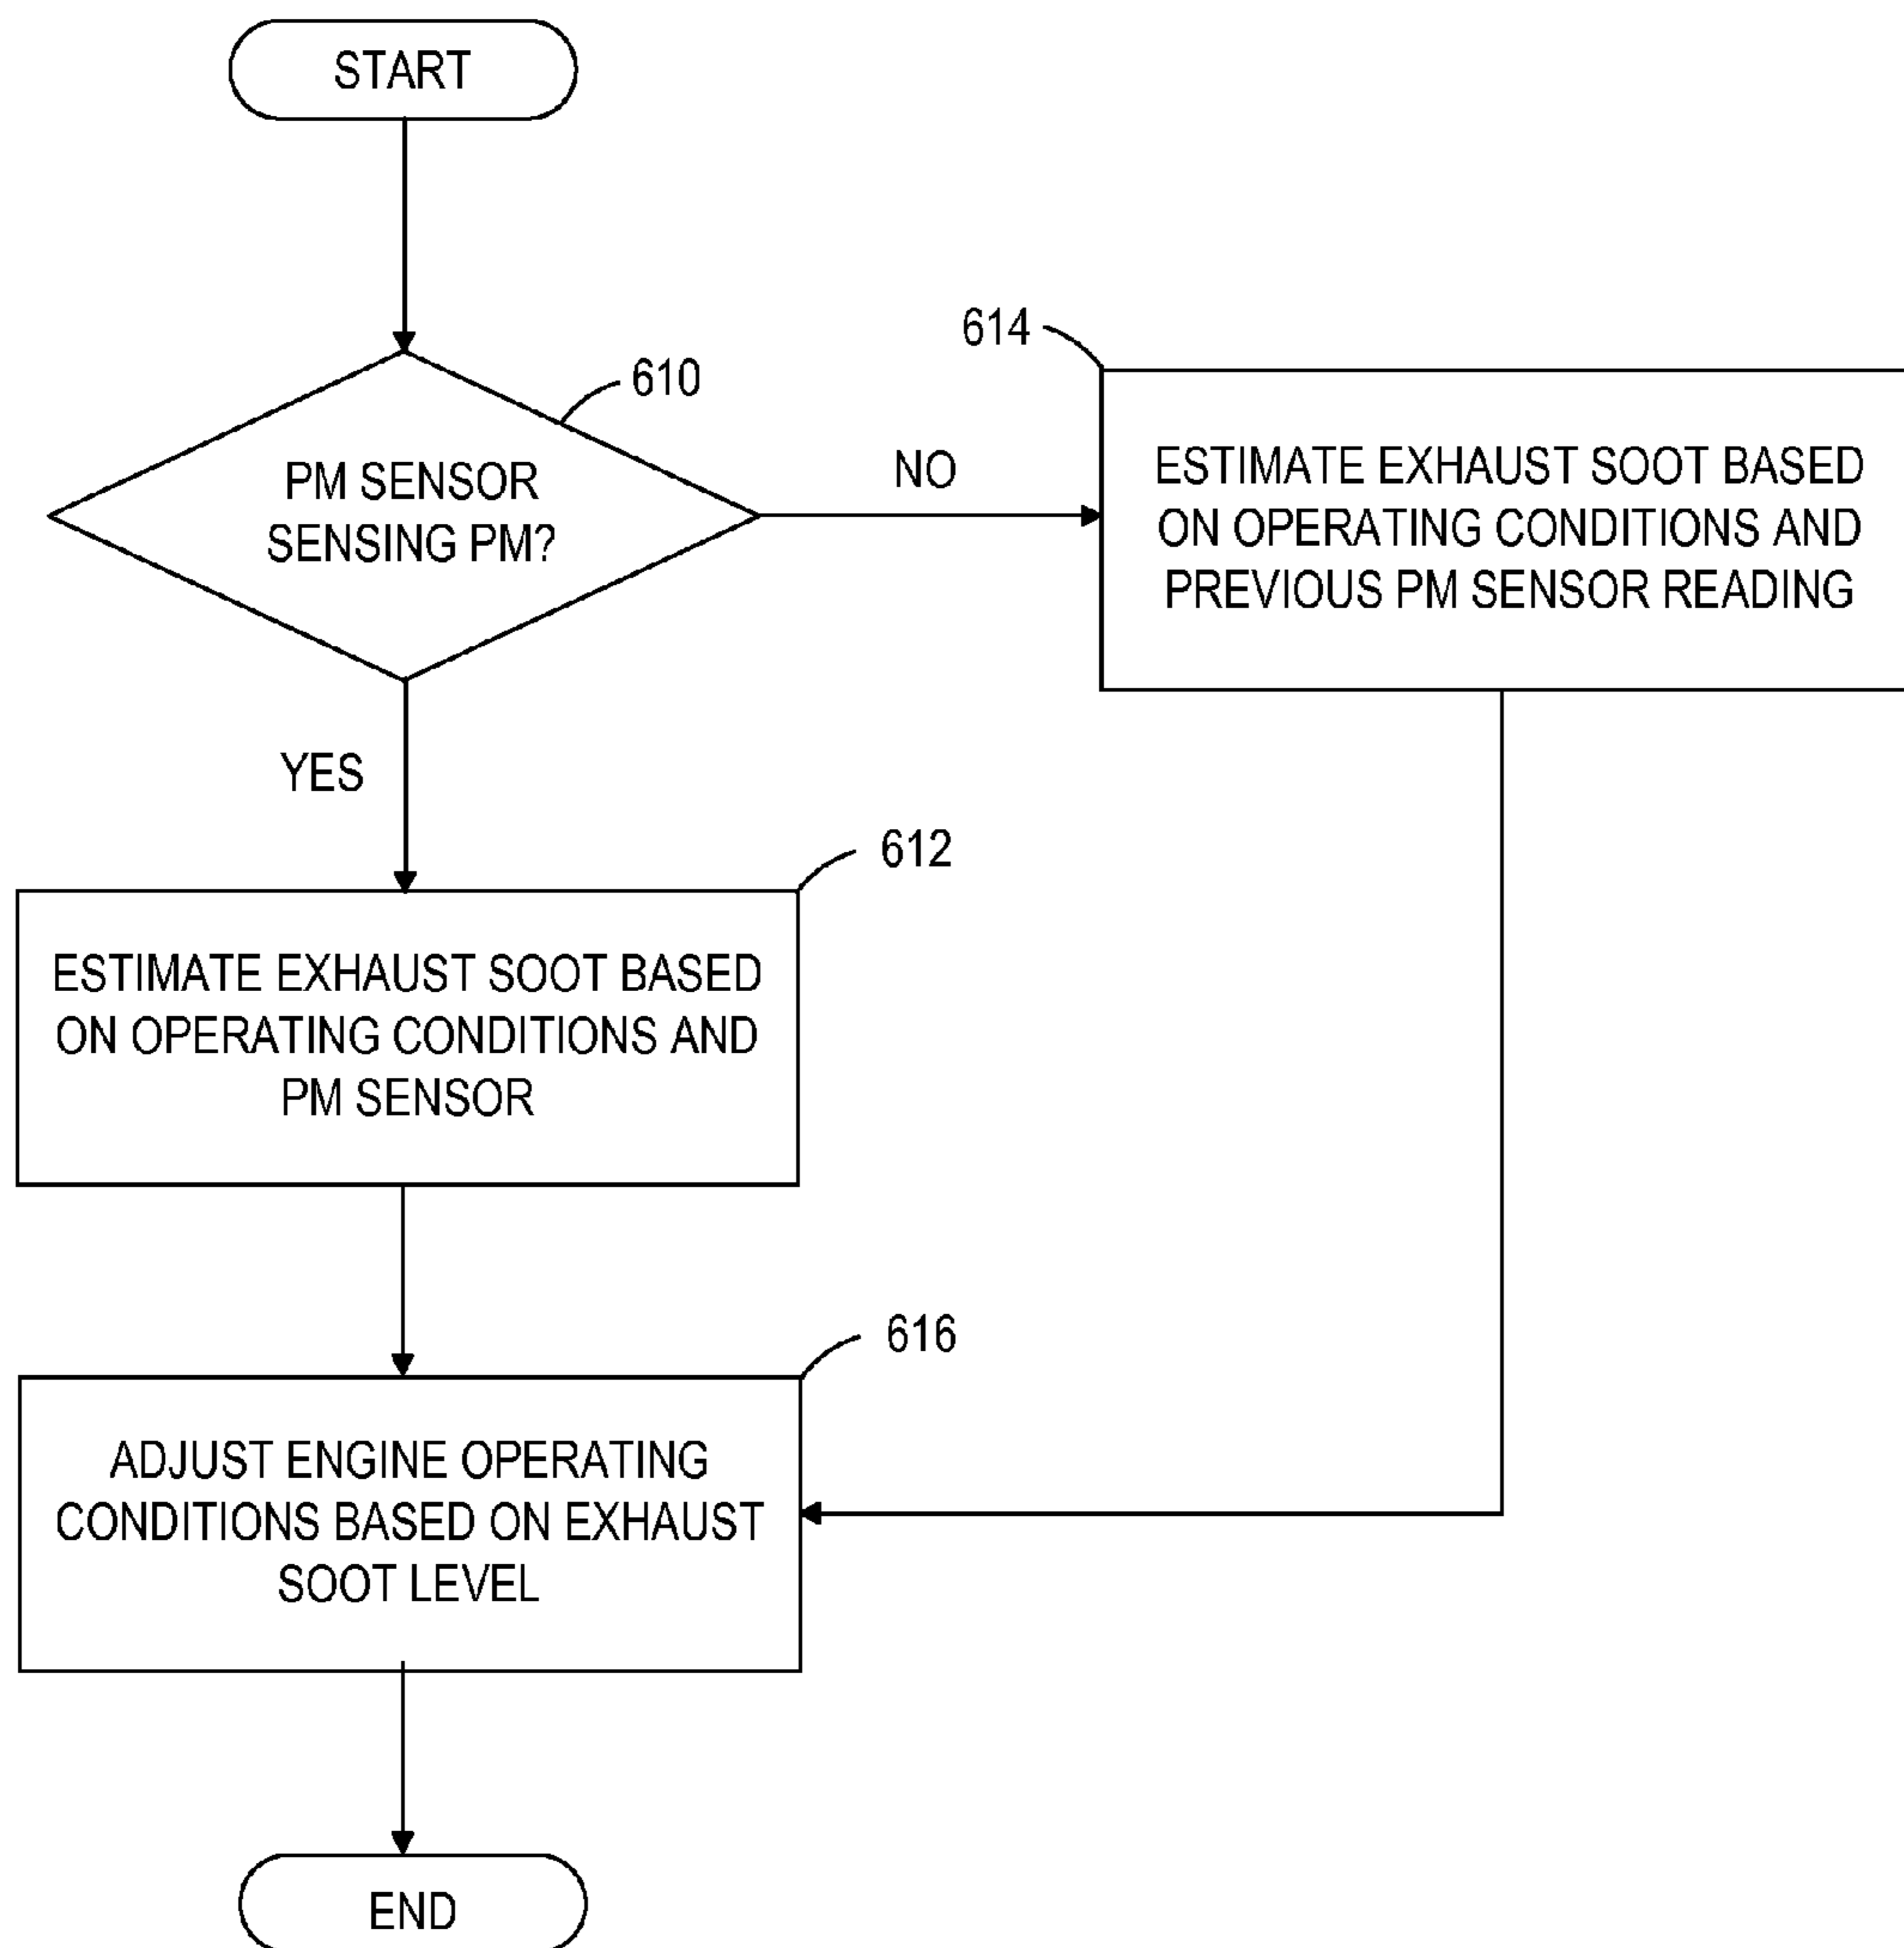 START
610
PM SENSOR
SENSING PM?
NO
614
ESTIMATE EXHAUST SOOT BASED
ON OPERATING CONDITIONS AND
PREVIOUS PM SENSOR READING
YES
612
ESTIMATE EXHAUST SOOT BASED
ON OPERATING CONDITIONS AND
PM SENSOR
616
ADJUST ENGINE OPERATING
CONDITIONS BASED ON EXHAUST
SOOT LEVEL
END